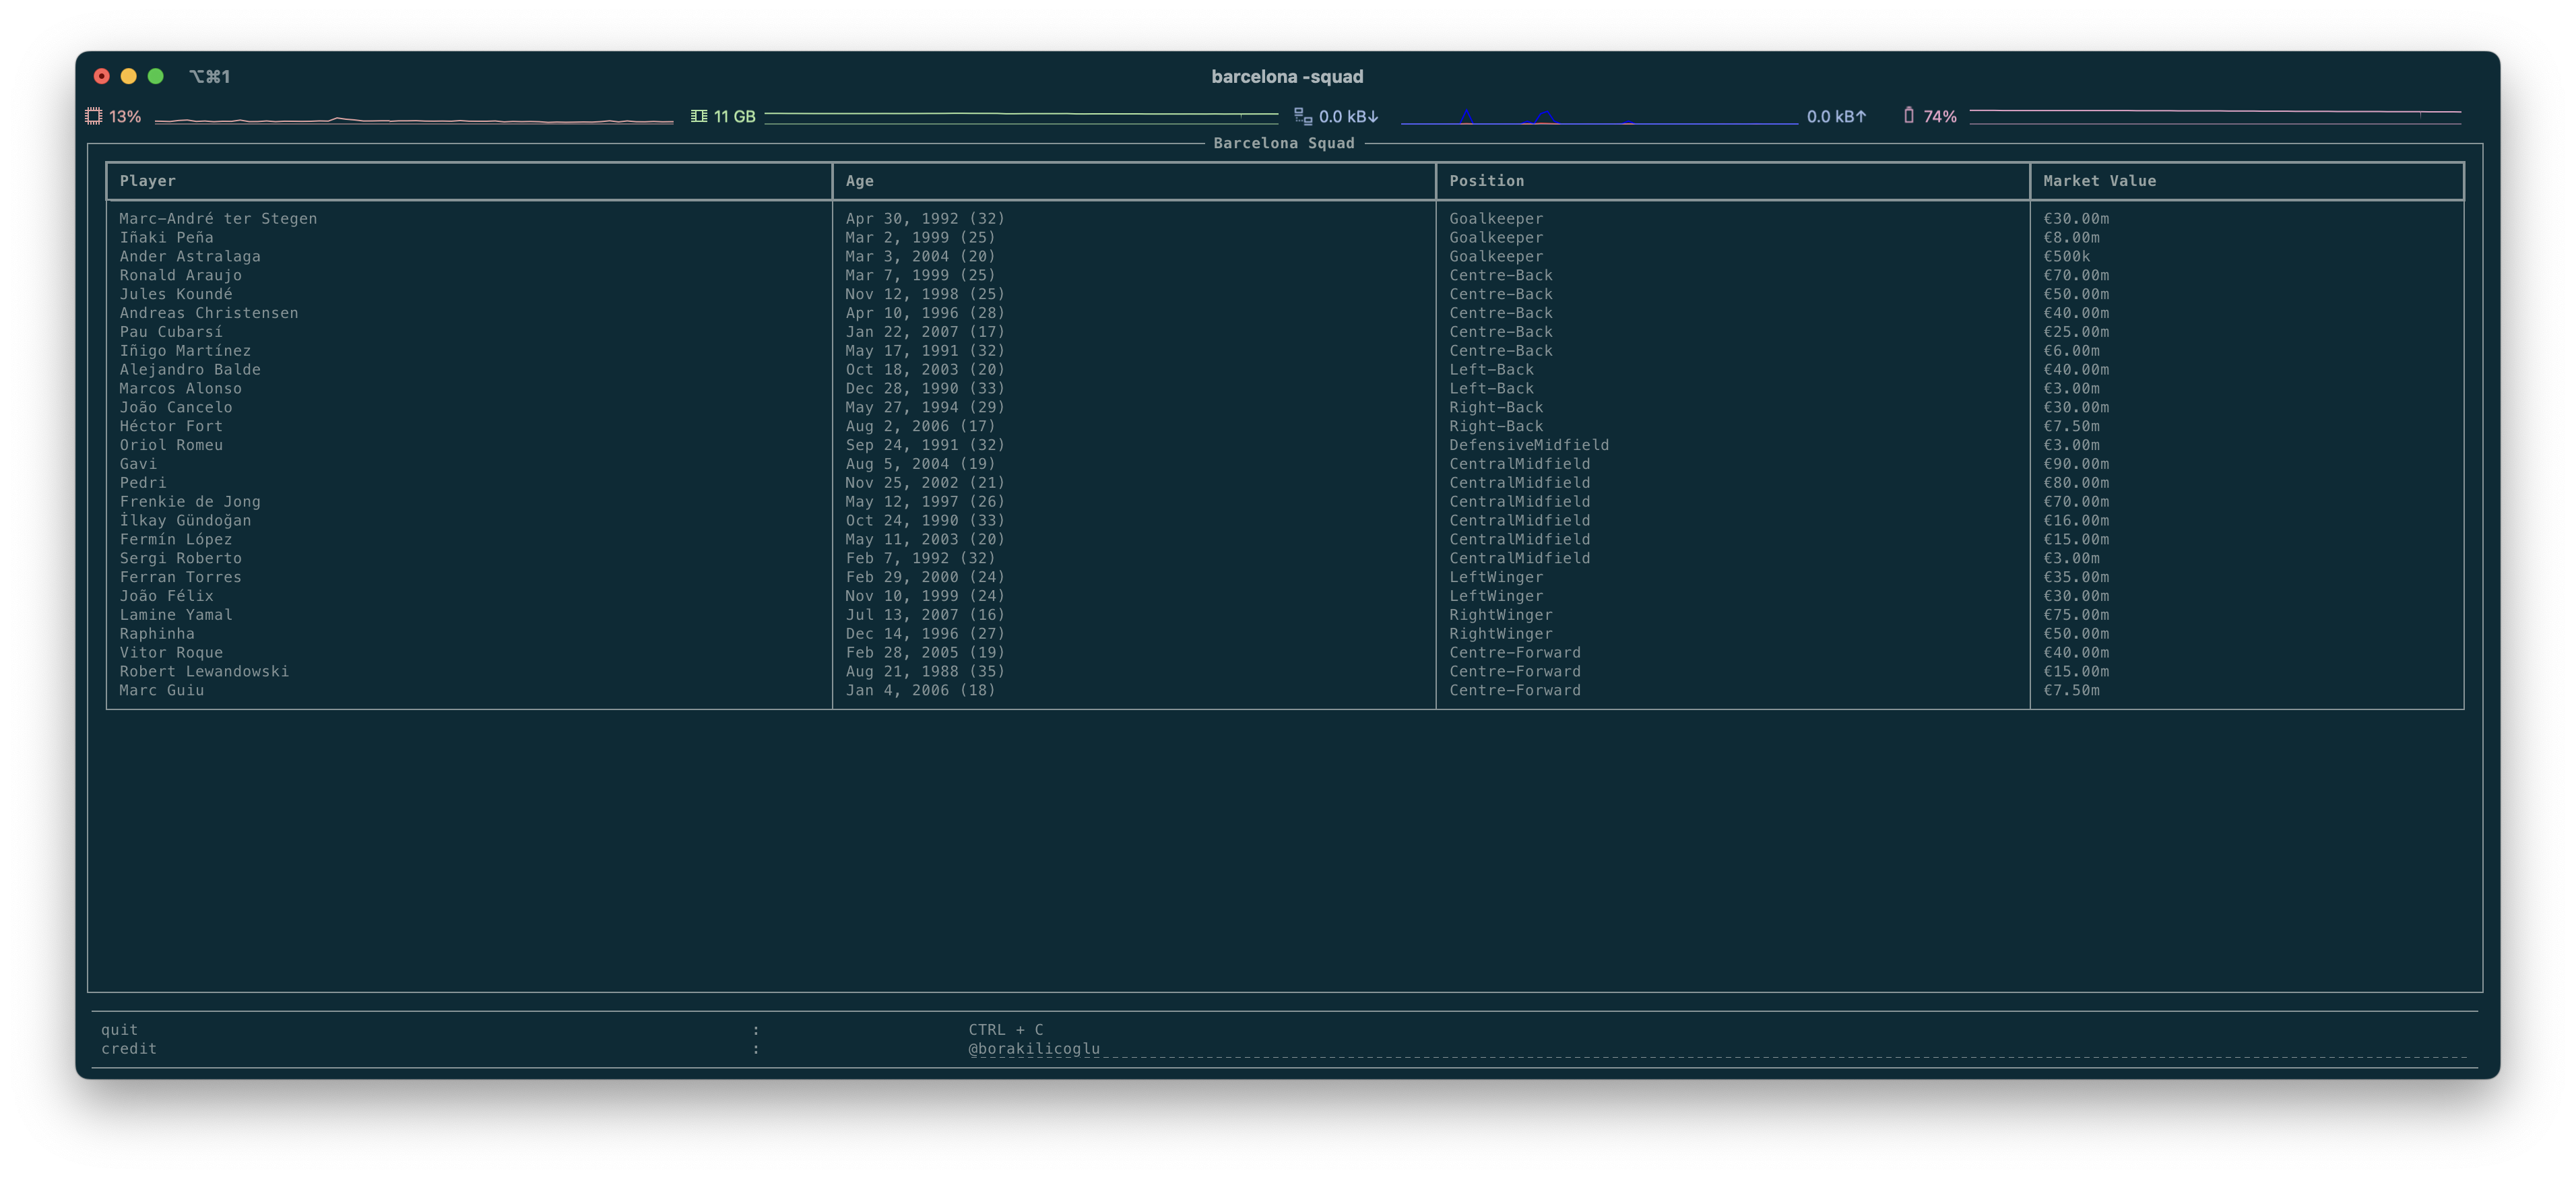 ⌥⌘1 barcelona -squad
13% 11 GB 0.0 kB↓ 0.0 kB↑ 74%
Barcelona Squad
Player Age Position Market Value
Marc-André ter Stegen Apr 30, 1992 (32) Goalkeeper €30.00m
Iñaki Peña Mar 2, 1999 (25) Goalkeeper €8.00m
Ander Astralaga Mar 3, 2004 (20) Goalkeeper €500k
Ronald Araujo Mar 7, 1999 (25) Centre-Back €70.00m
Jules Koundé Nov 12, 1998 (25) Centre-Back €50.00m
Andreas Christensen Apr 10, 1996 (28) Centre-Back €40.00m
Pau Cubarsí Jan 22, 2007 (17) Centre-Back €25.00m
Iñigo Martínez May 17, 1991 (32) Centre-Back €6.00m
Alejandro Balde Oct 18, 2003 (20) Left-Back €40.00m
Marcos Alonso Dec 28, 1990 (33) Left-Back €3.00m
João Cancelo May 27, 1994 (29) Right-Back €30.00m
Héctor Fort Aug 2, 2006 (17) Right-Back €7.50m
Oriol Romeu Sep 24, 1991 (32) DefensiveMidfield €3.00m
Gavi Aug 5, 2004 (19) CentralMidfield €90.00m
Pedri Nov 25, 2002 (21) CentralMidfield €80.00m
Frenkie de Jong May 12, 1997 (26) CentralMidfield €70.00m
İlkay Gündoğan Oct 24, 1990 (33) CentralMidfield €16.00m
Fermín López May 11, 2003 (20) CentralMidfield €15.00m
Sergi Roberto Feb 7, 1992 (32) CentralMidfield €3.00m
Ferran Torres Feb 29, 2000 (24) LeftWinger €35.00m
João Félix Nov 10, 1999 (24) LeftWinger €30.00m
Lamine Yamal Jul 13, 2007 (16) RightWinger €75.00m
Raphinha Dec 14, 1996 (27) RightWinger €50.00m
Vitor Roque Feb 28, 2005 (19) Centre-Forward €40.00m
Robert Lewandowski Aug 21, 1988 (35) Centre-Forward €15.00m
Marc Guiu Jan 4, 2006 (18) Centre-Forward €7.50m
quit : CTRL + C
credit : @borakilicoglu